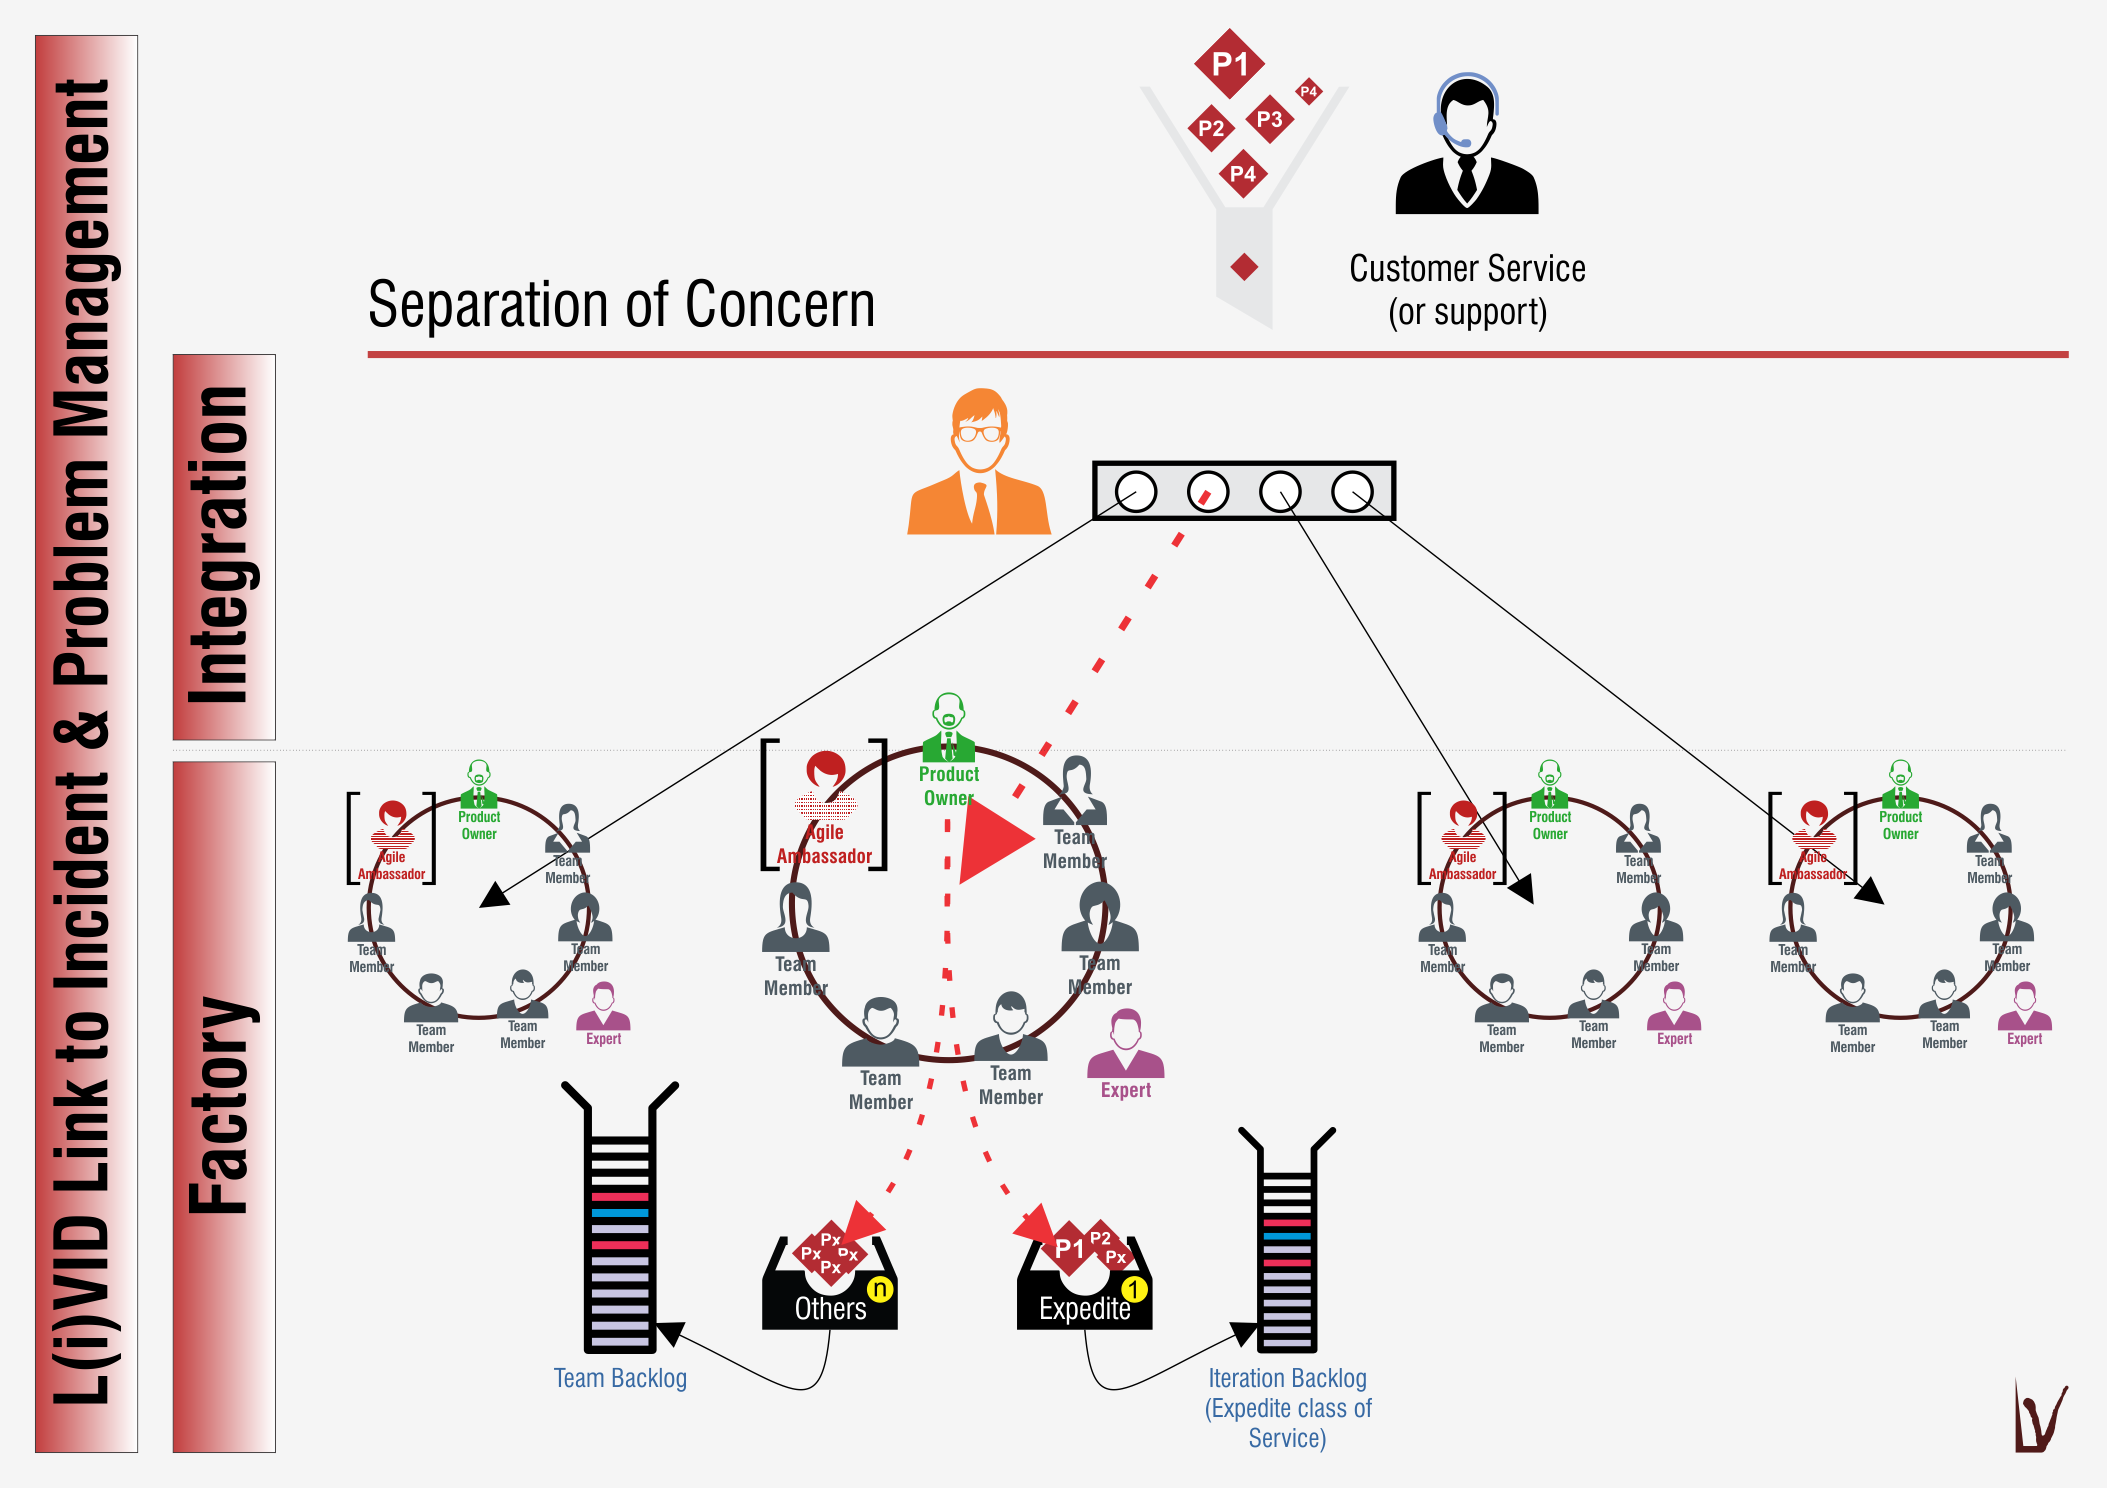 L(i)VID Link to Incident & Problem Management
Integration
Factory
P1
P4
P2
P3
P4
Customer Service
(or support)
Separation of Concern
Product
Owner
Agile
Ambassador
Team
Member
Team
Member
Team
Member
Team
Member
Team
Member
Expert
Product
Owner
Agile
Ambassador
Team
Member
Team
Member
Team
Member
Team
Member
Team
Member
Expert
Product
Owner
Agile
Ambassador
Team
Member
Team
Member
Team
Member
Team
Member
Team
Member
Expert
Product
Owner
Agile
Ambassador
Team
Member
Team
Member
Team
Member
Team
Member
Team
Member
Expert
Px
Px
Px
Px
n
Others
P1
P2
Px
1
Expedite
Team Backlog
Iteration Backlog
(Expedite class of
Service)